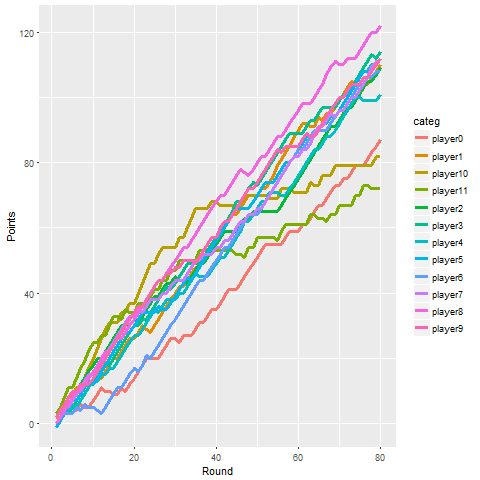 120
80
40
0
Points
0
20
40
60
80
Round
categ
player0
player1
player10
player11
player2
player3
player4
player5
player6
player7
player8
player9